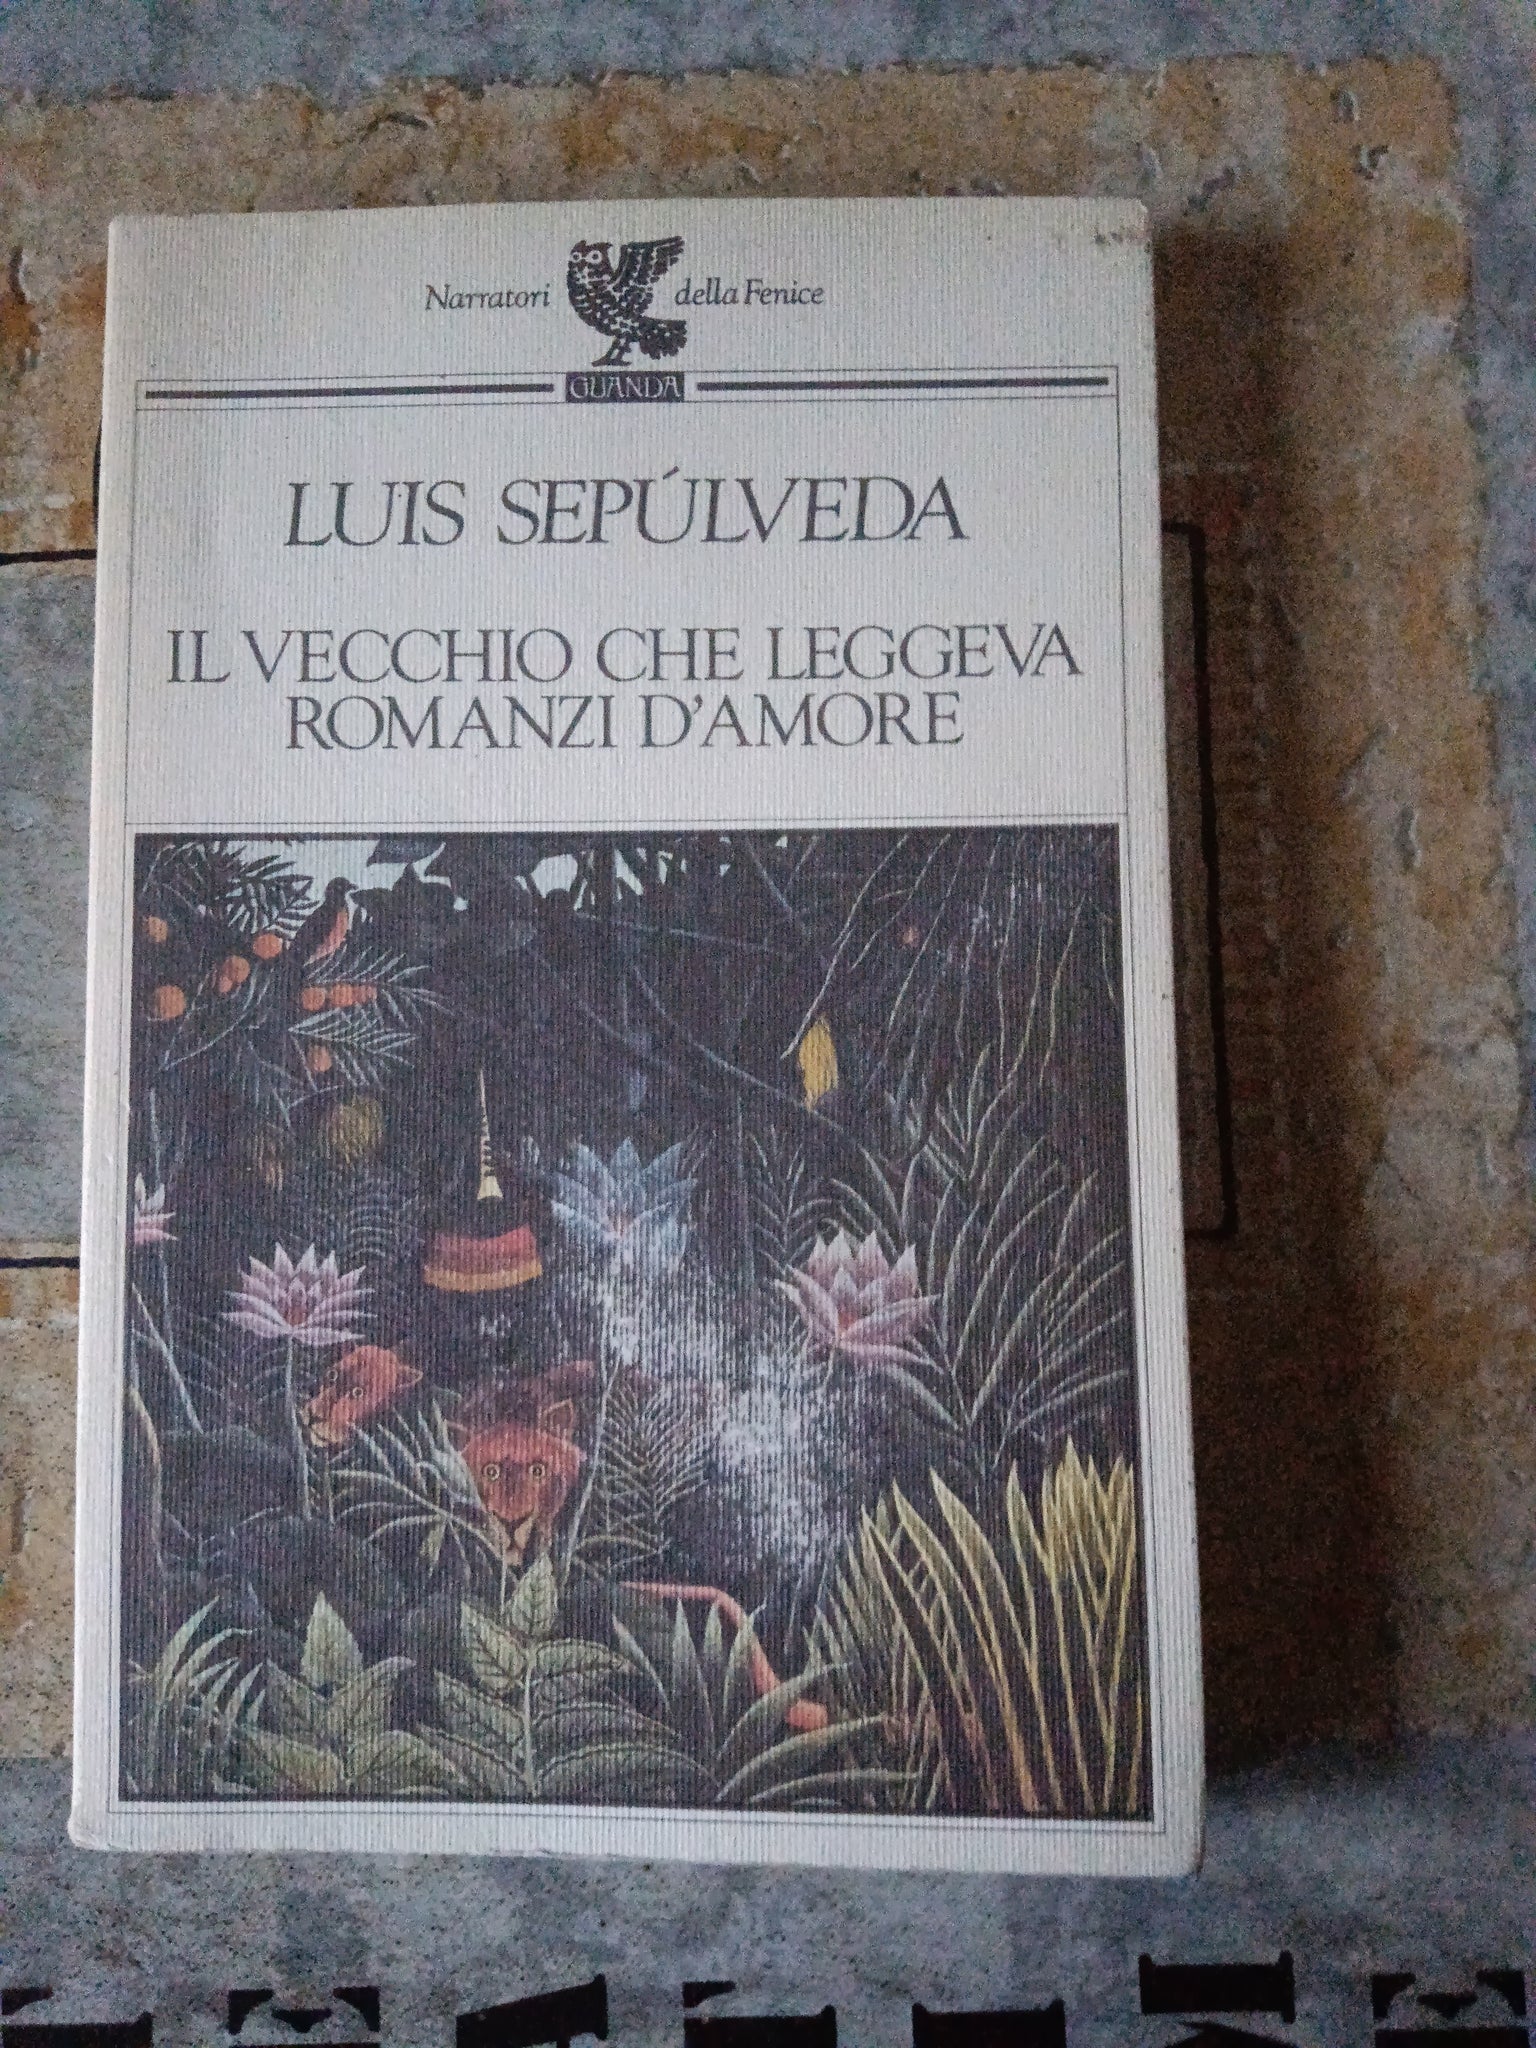 Narratori della Fenice
GUANDA
LUIS SEPÚLVEDA
IL VECCHIO CHE LEGGEVA
ROMANZI D'AMORE